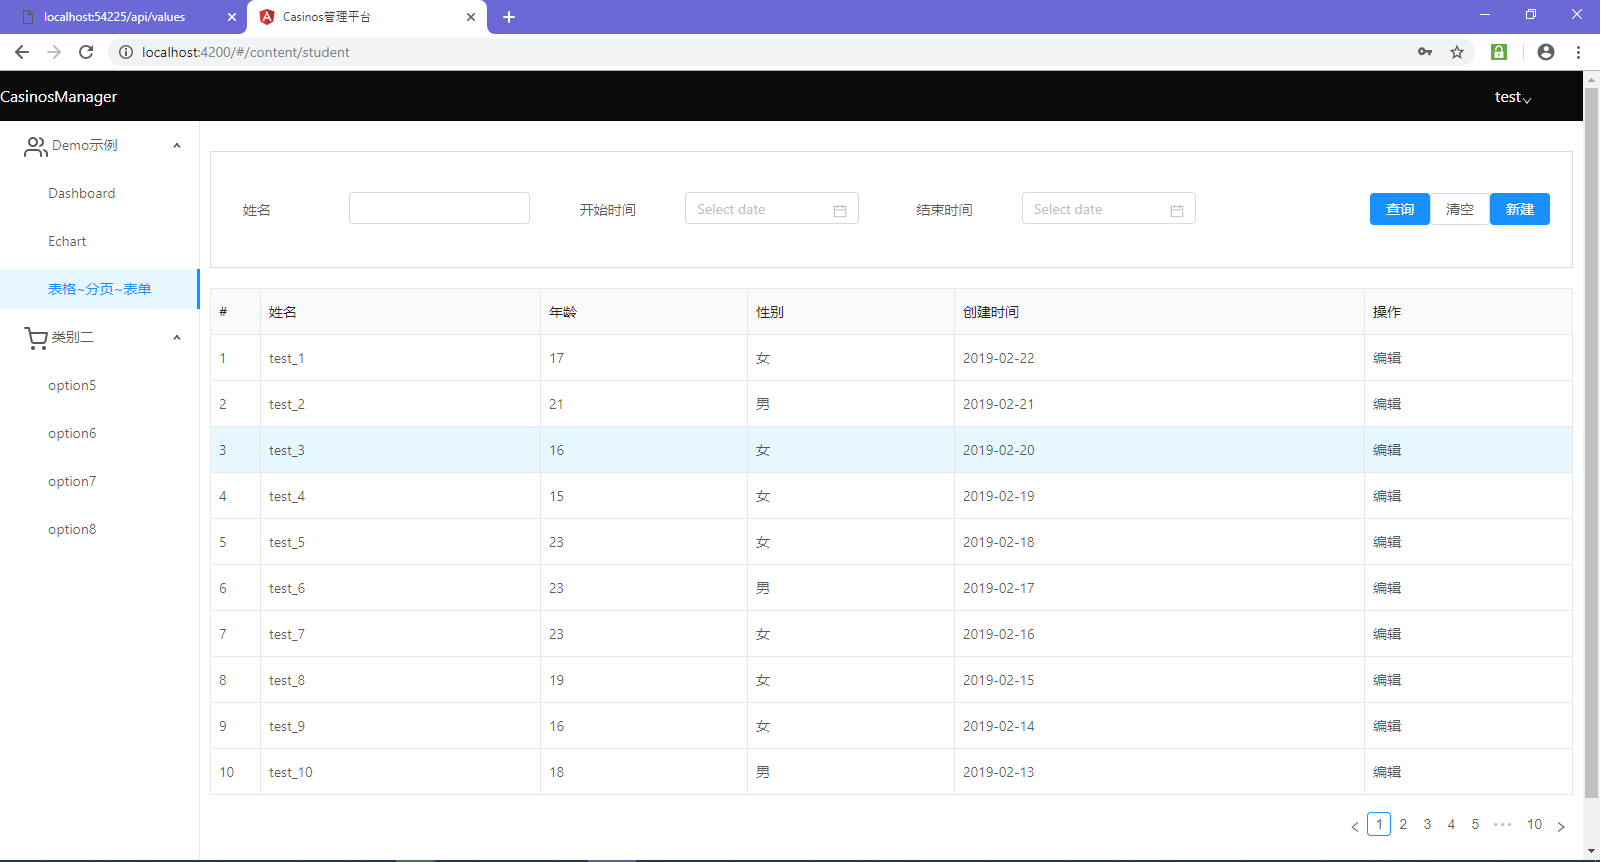 localhost:54225/api/values
Casinos管理平台
localhost:4200/#/content/student
CasinosManager
test
Demo示例
Dashboard
Echart
表格~分页~表单
类别二
option5
option6
option7
option8
姓名
开始时间 Select date
结束时间 Select date
查询 清空 新建
# 姓名 年龄 性别 创建时间 操作
1 test_1 17 女 2019-02-22 编辑
2 test_2 21 男 2019-02-21 编辑
3 test_3 16 女 2019-02-20 编辑
4 test_4 15 女 2019-02-19 编辑
5 test_5 23 女 2019-02-18 编辑
6 test_6 23 男 2019-02-17 编辑
7 test_7 23 女 2019-02-16 编辑
8 test_8 19 女 2019-02-15 编辑
9 test_9 16 女 2019-02-14 编辑
10 test_10 18 男 2019-02-13 编辑
< 1 2 3 4 5 ••• 10 >